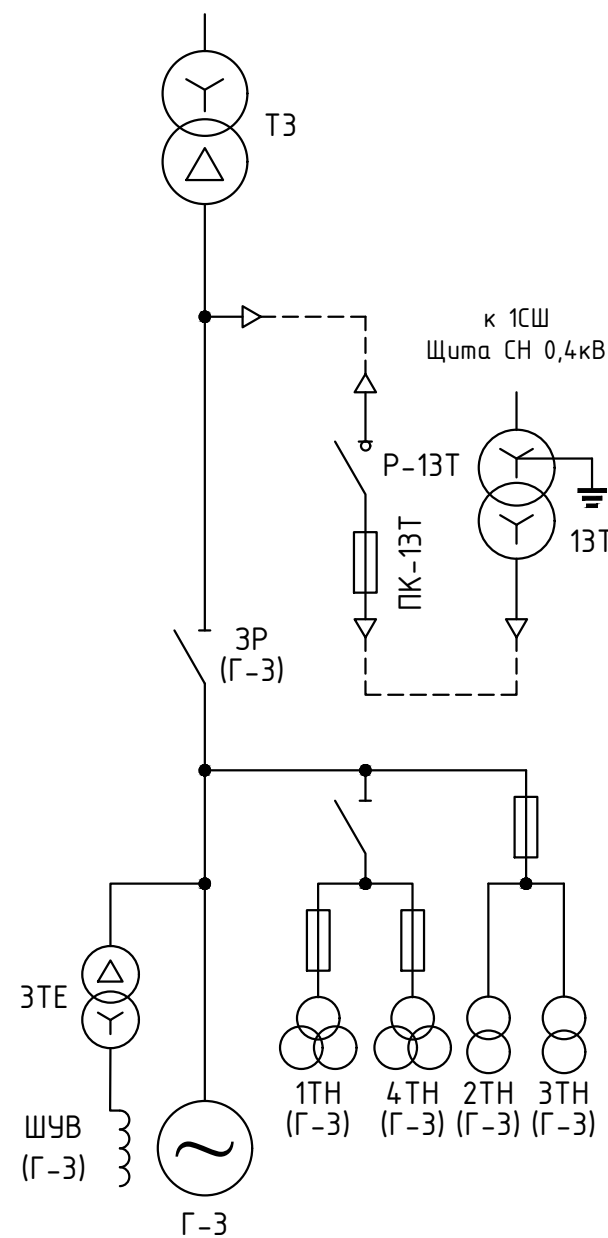 Т3
к 1СШ
Щита СН 0,4кВ
Р-13Т
ПК-13Т
13Т
3Р
(Г-3)
3ТЕ
ШУВ
(Г-3)
Г-3
1ТН
(Г-3)
4ТН
(Г-3)
2ТН
(Г-3)
3ТН
(Г-3)